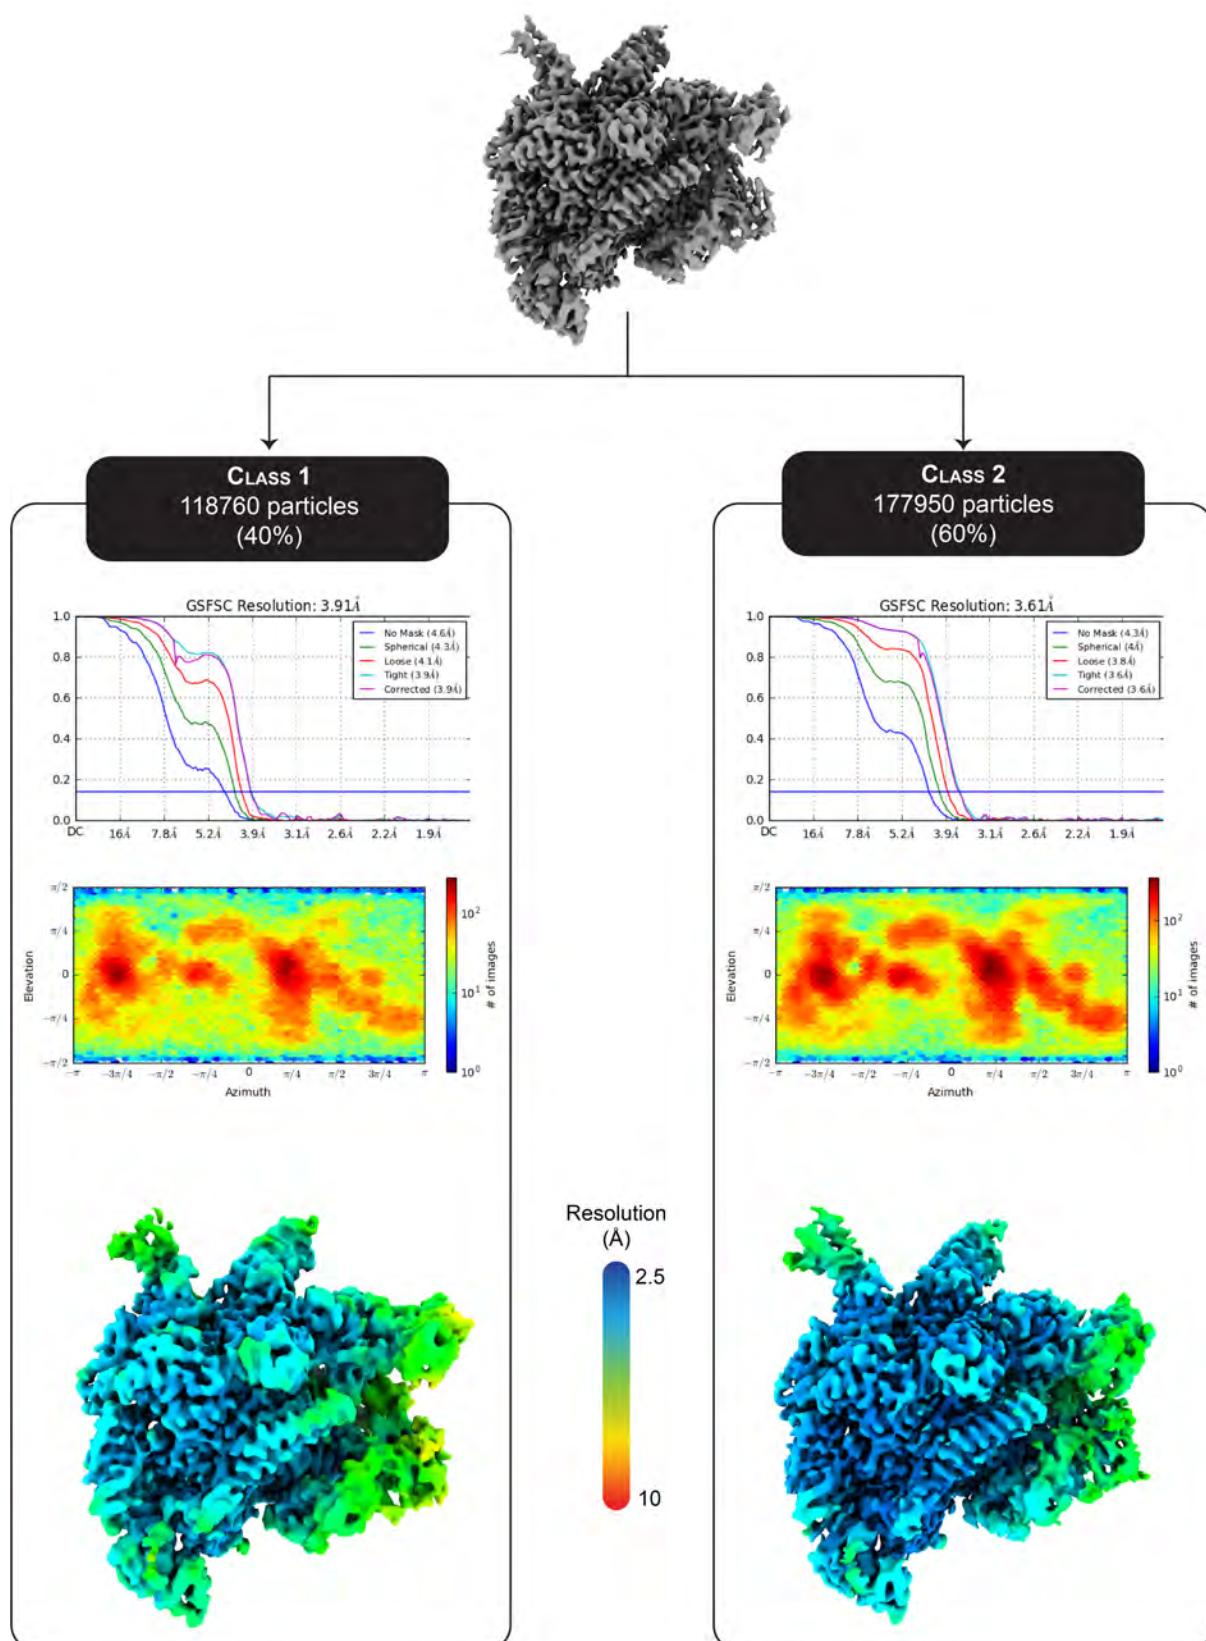 CLASS 1
118760 particles
(40%)
CLASS 2
177950 particles
(60%)
GSFSC Resolution: 3.91Å
1.0
0.8
0.6
0.4
0.2
0.0
No Mask (4.6Å)
Spherical (4.3Å)
Loose (4.1Å)
Tight (3.9Å)
Corrected (3.9Å)
DC 16Å 7.8Å 5.2Å 3.9Å 3.1Å 2.6Å 2.2Å 1.9Å
GSFSC Resolution: 3.61Å
1.0
0.8
0.6
0.4
0.2
0.0
No Mask (4.3Å)
Spherical (4Å)
Loose (3.8Å)
Tight (3.6Å)
Corrected (3.6Å)
DC 16Å 7.8Å 5.2Å 3.9Å 3.1Å 2.6Å 2.2Å 1.9Å
π/2
π/4
0
−π/4
−π/2
Elevation
−π −3π/4 −π/2 −π/4 0 π/4 π/2 3π/4 π
Azimuth
10²
10¹
10⁰
# of images
π/2
π/4
0
−π/4
−π/2
Elevation
−π −3π/4 −π/2 −π/4 0 π/4 π/2 3π/4 π
Azimuth
10²
10¹
10⁰
# of images
Resolution
(Å)
2.5
10